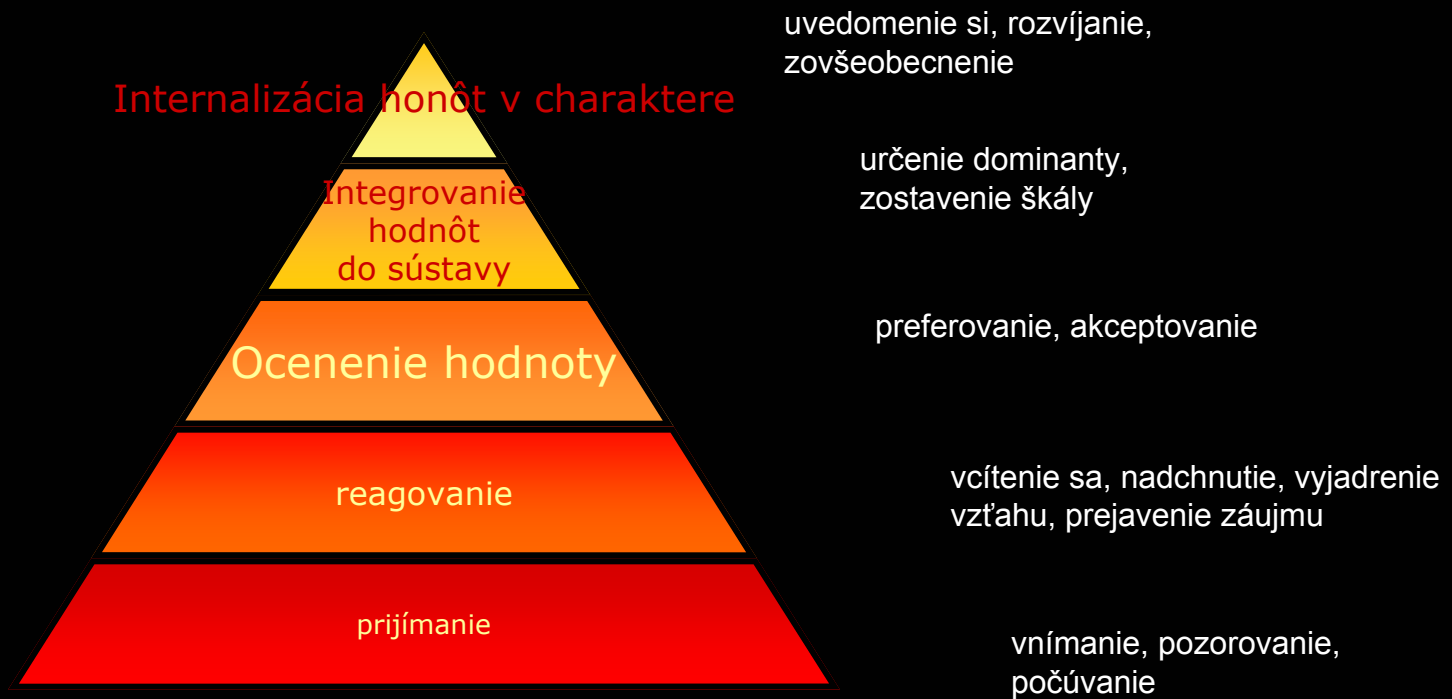 uvedomenie si, rozvíjanie,
zovšeobecnenie
Internalizácia honôt v charaktere
určenie dominanty,
zostavenie škály
Integrovanie
hodnôt
do sústavy
preferovanie, akceptovanie
Ocenenie hodnoty
vcítenie sa, nadchnutie, vyjadrenie
vzťahu, prejavenie záujmu
reagovanie
prijímanie
vnímanie, pozorovanie,
počúvanie